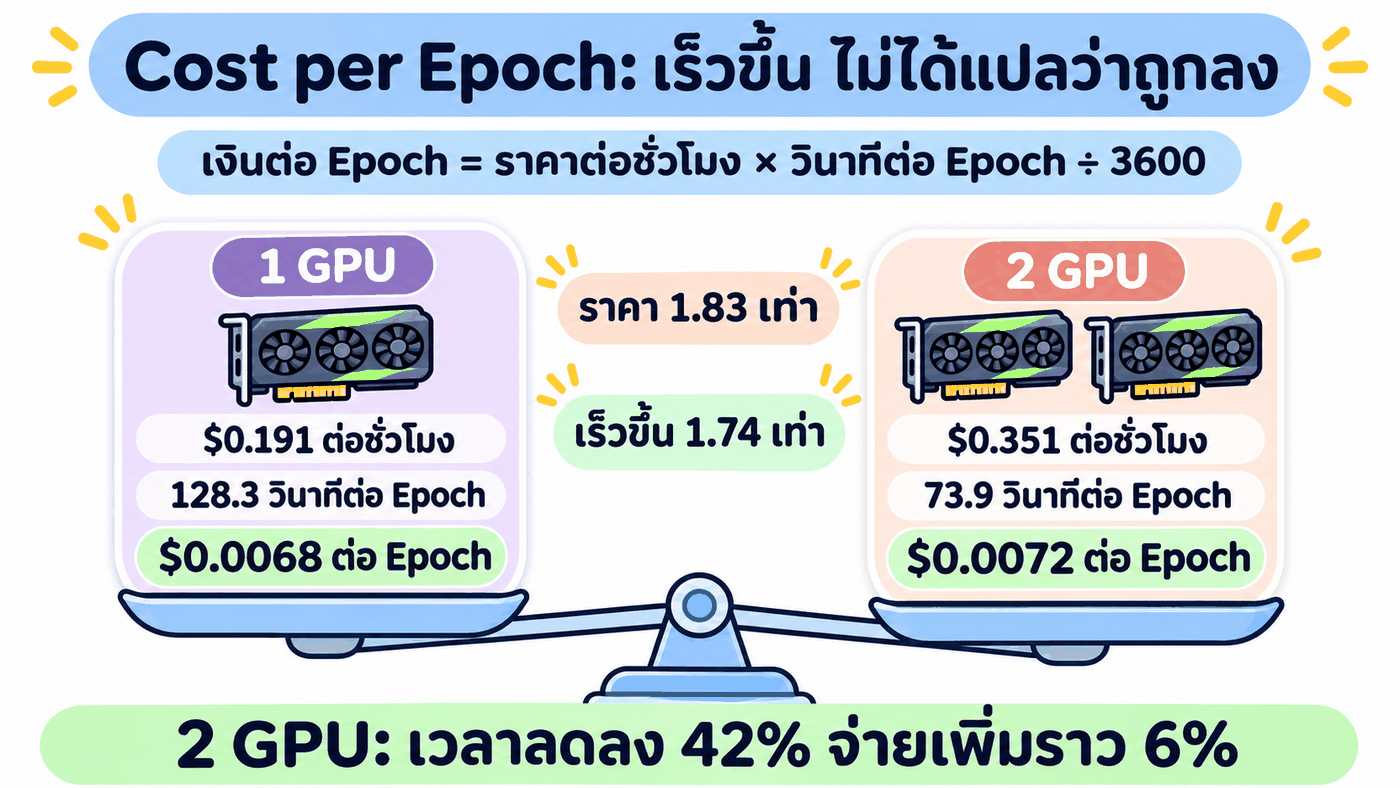 Cost per Epoch: เร็วขึ้น ไม่ได้แปลว่าถูกลง
เงินต่อ Epoch = ราคาต่อชั่วโมง × วินาทีต่อ Epoch ÷ 3600
1 GPU
$0.191 ต่อชั่วโมง
128.3 วินาทีต่อ Epoch
$0.0068 ต่อ Epoch
ราคา 1.83 เท่า
เร็วขึ้น 1.74 เท่า
2 GPU
$0.351 ต่อชั่วโมง
73.9 วินาทีต่อ Epoch
$0.0072 ต่อ Epoch
2 GPU: เวลาลดลง 42% จ่ายเพิ่มราว 6%